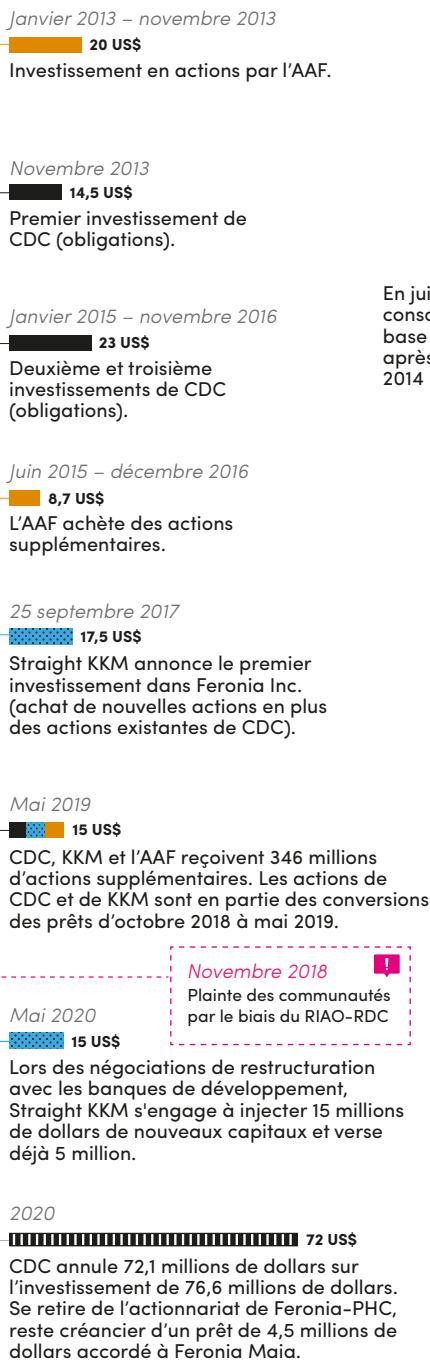 Janvier 2013 – novembre 2013
20 US$
Investissement en actions par l'AAF.
Novembre 2013
14,5 US$
Premier investissement de
CDC (obligations).
Janvier 2015 – novembre 2016
23 US$
Deuxième et troisième
investissements de CDC
(obligations).
En
base
2014
Juin 2015 – décembre 2016
8,7 US$
L'AAF achète des actions
supplémentaires.
25 septembre 2017
17,5 US$
Straight KKM annonce le premier
investissement dans Feronia Inc.
(achat de nouvelles actions en plus
des actions existantes de CDC).
Mai 2019
15 US$
CDC, KKM et l'AAF reçoivent 346 millions
d'actions supplémentaires. Les actions de
CDC et de KKM sont en partie des conversions
des prêts d'octobre 2018 à mai 2019.
!
Novembre 2018
Plainte des communautés
par le biais du RIAO-RDC
Mai 2020
15 US$
Lors des négociations de restructuration
avec les banques de développement,
Straight KKM s'engage à injecter 15 millions
de dollars de nouveaux capitaux et verse
déjà 5 million.
2020
72 US$
CDC annule 72,1 millions de dollars sur
l'investissement de 76,6 millions de dollars.
Se retire de l'actionnariat de Feronia-PHC,
reste créancier d'un prêt de 4,5 millions de
dollars accordé à Feronia Maia.